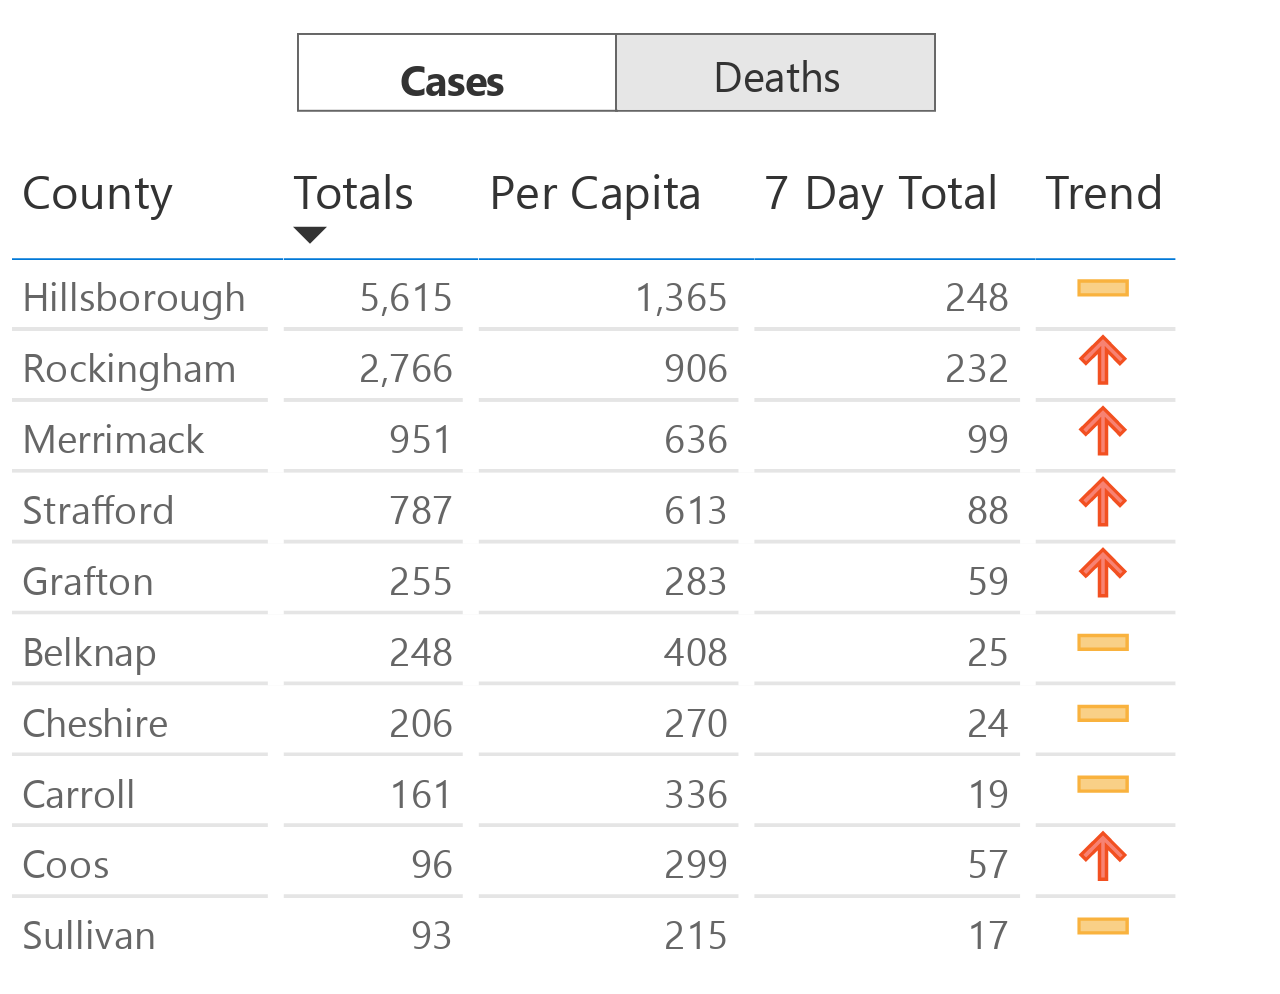 Cases Deaths
County Totals Per Capita 7 Day Total Trend
Hillsborough 5,615 1,365 248
Rockingham 2,766 906 232
Merrimack 951 636 99
Strafford 787 613 88
Grafton 255 283 59
Belknap 248 408 25
Cheshire 206 270 24
Carroll 161 336 19
Coos 96 299 57
Sullivan 93 215 17